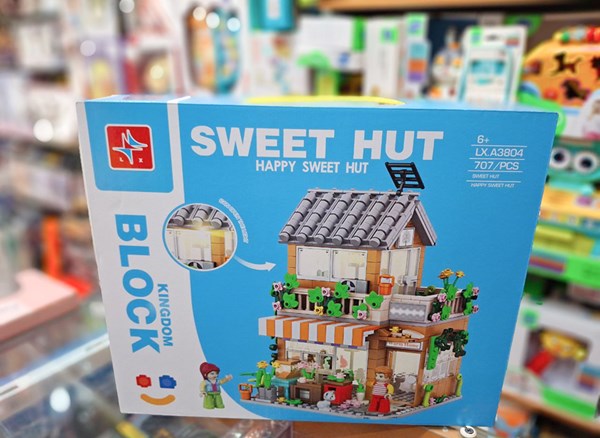 SWEET HUT
HAPPY SWEET HUT
6+
LX.A3804
707/PCS
SWEET HUT
HAPPY SWEET HUT
L X
KINGDOM
BLOCK